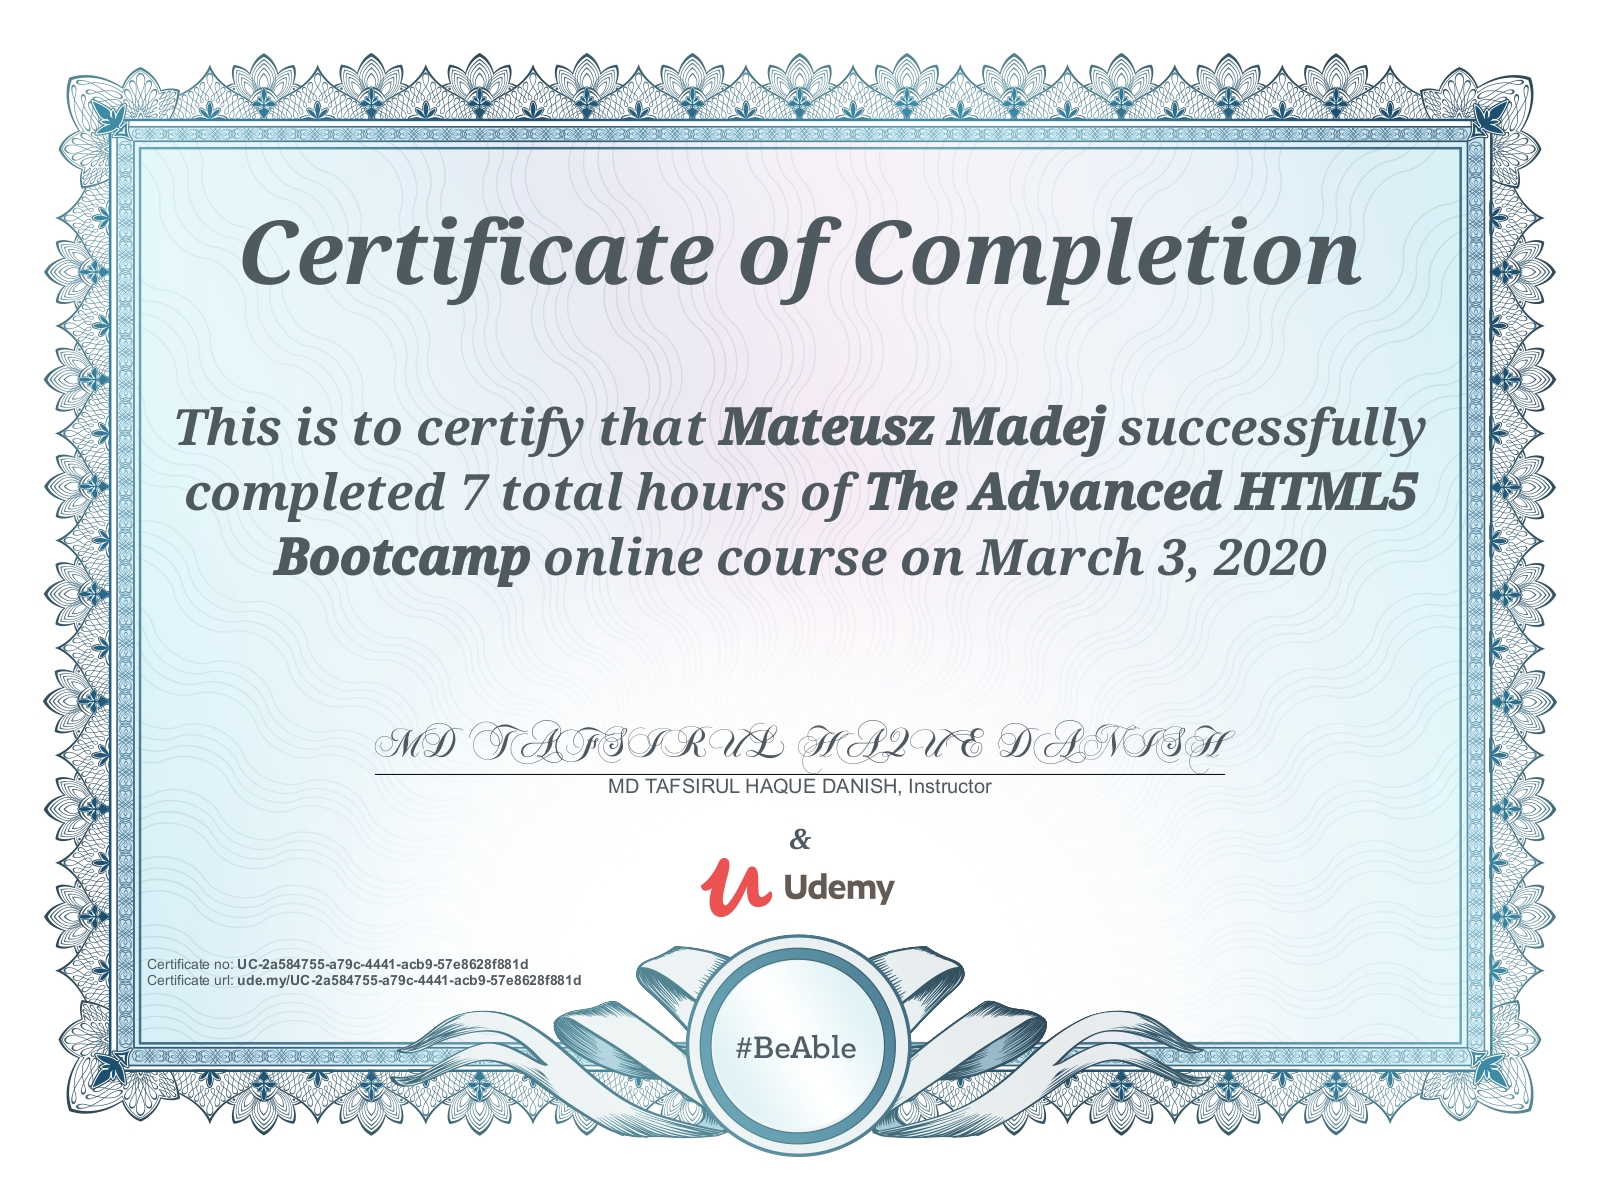 Certificate of Completion
This is to certify that Mateusz Madej successfully
completed 7 total hours of The Advanced HTML5
Bootcamp online course on March 3, 2020
MD TAFSIRUL HAQUE DANISH
MD TAFSIRUL HAQUE DANISH, Instructor
&
Udemy
Certificate no: UC-2a584755-a79c-4441-acb9-57e8628f881d
Certificate url: ude.my/UC-2a584755-a79c-4441-acb9-57e8628f881d
#BeAble